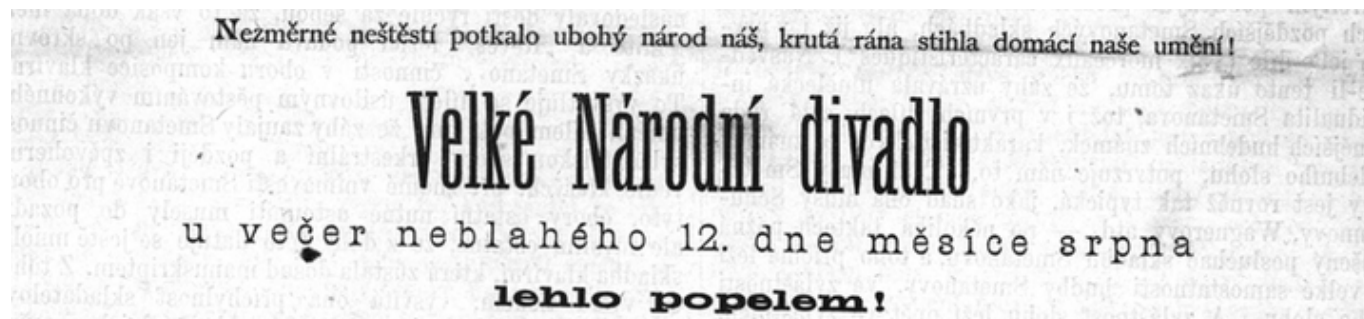 Nezměrné neštěstí potkalo ubohý národ náš, krutá rána stihla domácí naše umění!
Velké Národní divadlo
u večer neblahého 12. dne měsíce srpna
lehlo popelem!